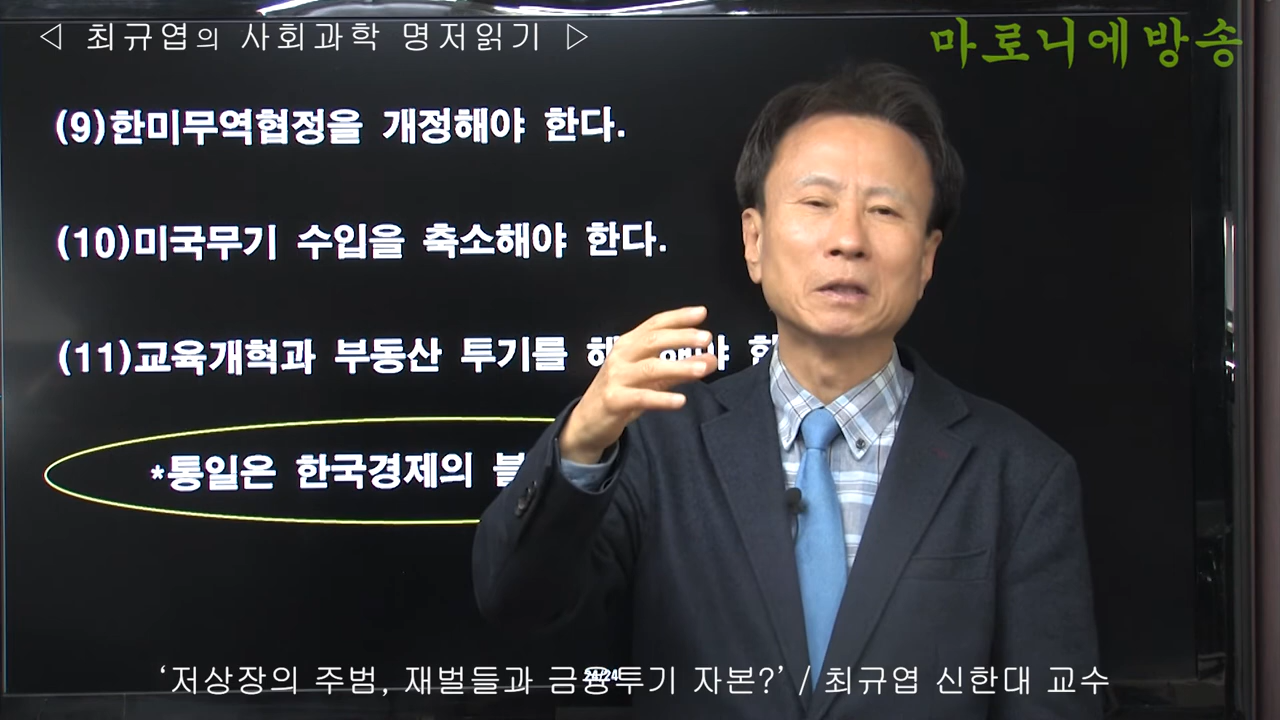 ◁ 최규엽의 사회과학 명저읽기 ▷
마로니에방송
(9)한미무역협정을 개정해야 한다.
(10)미국무기 수입을 축소해야 한다.
(11)교육개혁과 부동산 투기를
*통일은 한국경제의
24/24
‘저상장의 주범, 재벌들과 금융투기 자본?’ / 최규엽 신한대 교수